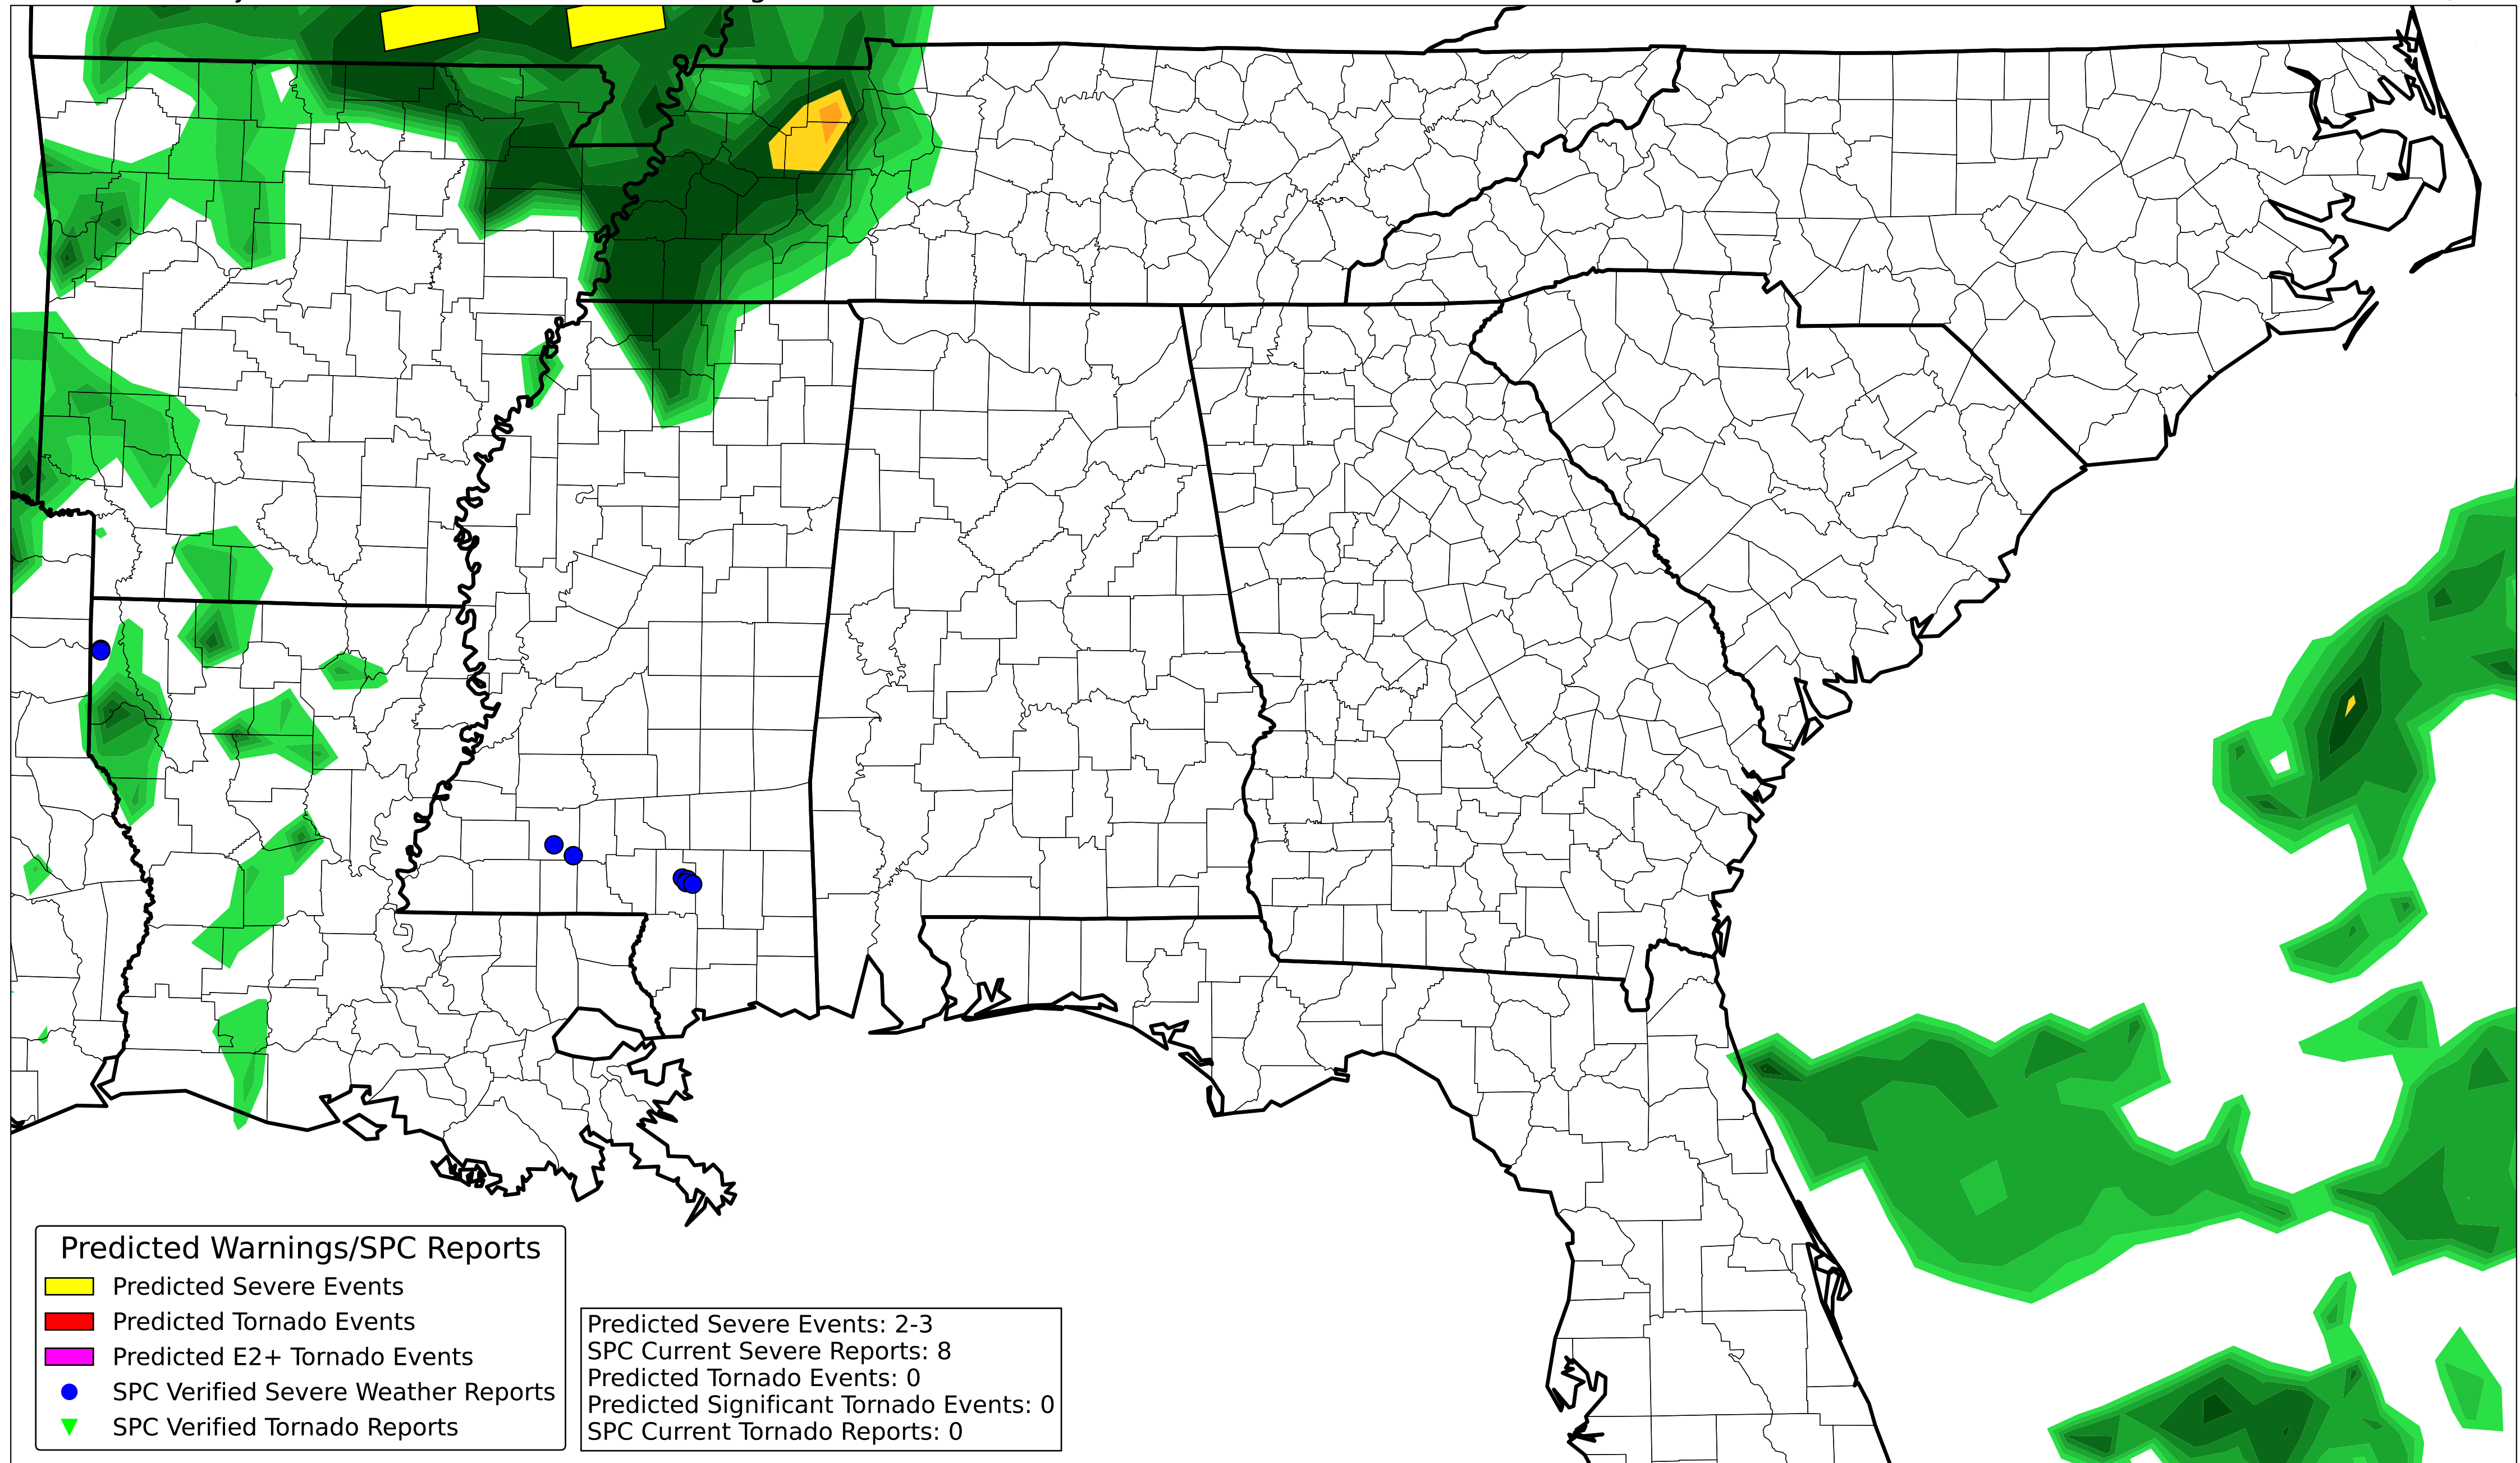 Predicted Warnings/SPC Reports
Predicted Severe Events
Predicted Tornado Events
Predicted E2+ Tornado Events
SPC Verified Severe Weather Reports
SPC Verified Tornado Reports
Predicted Severe Events: 2-3
SPC Current Severe Reports: 8
Predicted Tornado Events: 0
Predicted Significant Tornado Events: 0
SPC Current Tornado Reports: 0